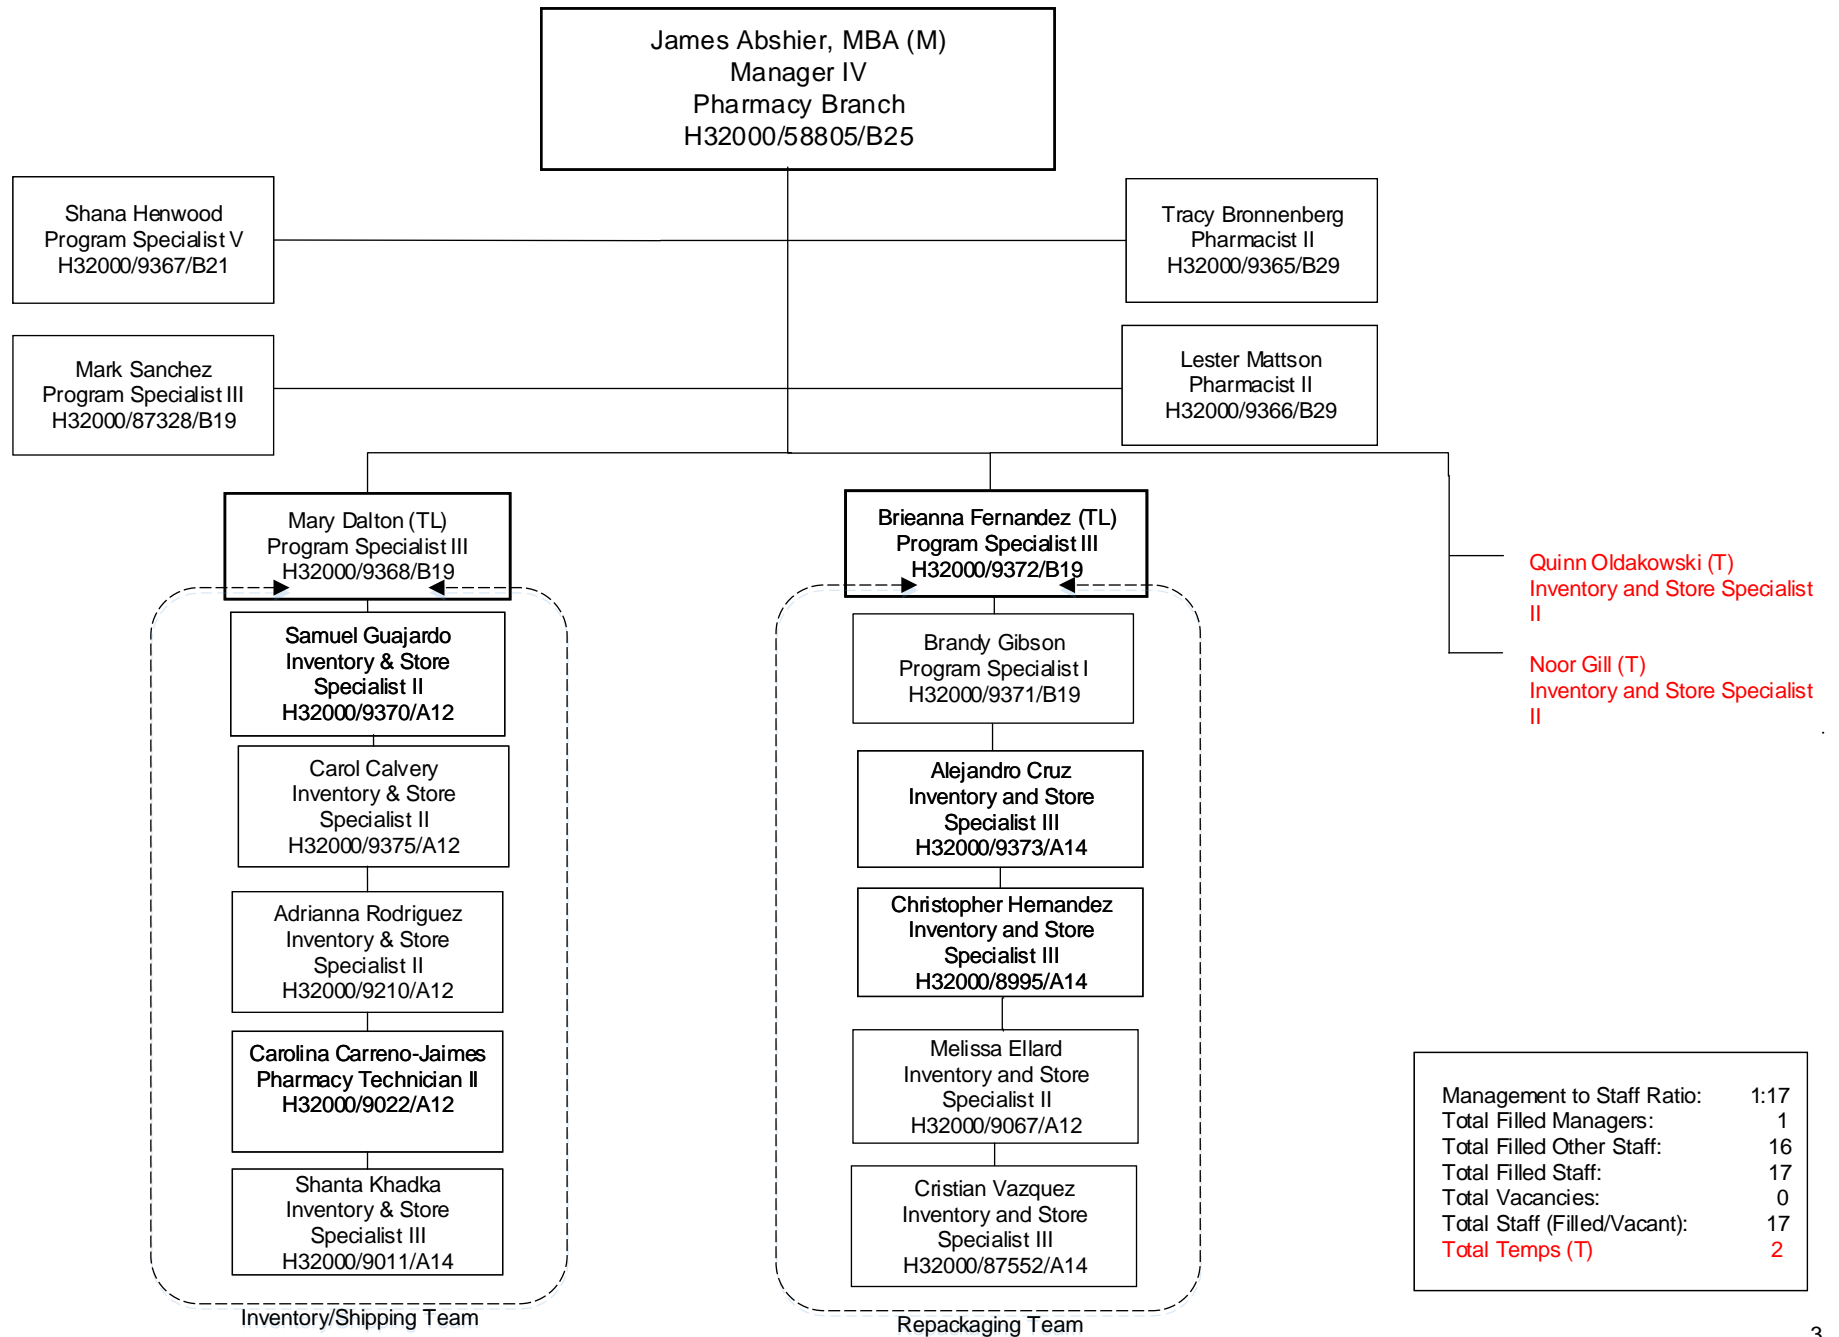 James Abshier, MBA (M)
Manager IV
Pharmacy Branch
H32000/58805/B25
Shana Henwood
Program Specialist V
H32000/9367/B21
Tracy Bronnenberg
Pharmacist II
H32000/9365/B29
Mark Sanchez
Program Specialist III
H32000/87328/B19
Lester Mattson
Pharmacist II
H32000/9366/B29
Mary Dalton (TL)
Program Specialist III
H32000/9368/B19
Samuel Guajardo
Inventory & Store
Specialist II
H32000/9370/A12
Carol Calvery
Inventory & Store
Specialist II
H32000/9375/A12
Adrianna Rodriguez
Inventory & Store
Specialist II
H32000/9210/A12
Carolina Carreno-Jaimes
Pharmacy Technician II
H32000/9022/A12
Shanta Khadka
Inventory & Store
Specialist III
H32000/9011/A14
Inventory/Shipping Team
Brieanna Fernandez (TL)
Program Specialist III
H32000/9372/B19
Brandy Gibson
Program Specialist I
H32000/9371/B19
Alejandro Cruz
Inventory and Store
Specialist III
H32000/9373/A14
Christopher Hernandez
Inventory and Store
Specialist III
H32000/8995/A14
Melissa Ellard
Inventory and Store
Specialist II
H32000/9067/A12
Cristian Vazquez
Inventory and Store
Specialist III
H32000/87552/A14
Repackaging Team
Quinn Oldakowski (T)
Inventory and Store Specialist
II
Noor Gill (T)
Inventory and Store Specialist
II
.
Management to Staff Ratio: 1:17
Total Filled Managers: 1
Total Filled Other Staff: 16
Total Filled Staff: 17
Total Vacancies: 0
Total Staff (Filled/Vacant): 17
Total Temps (T) 2
3